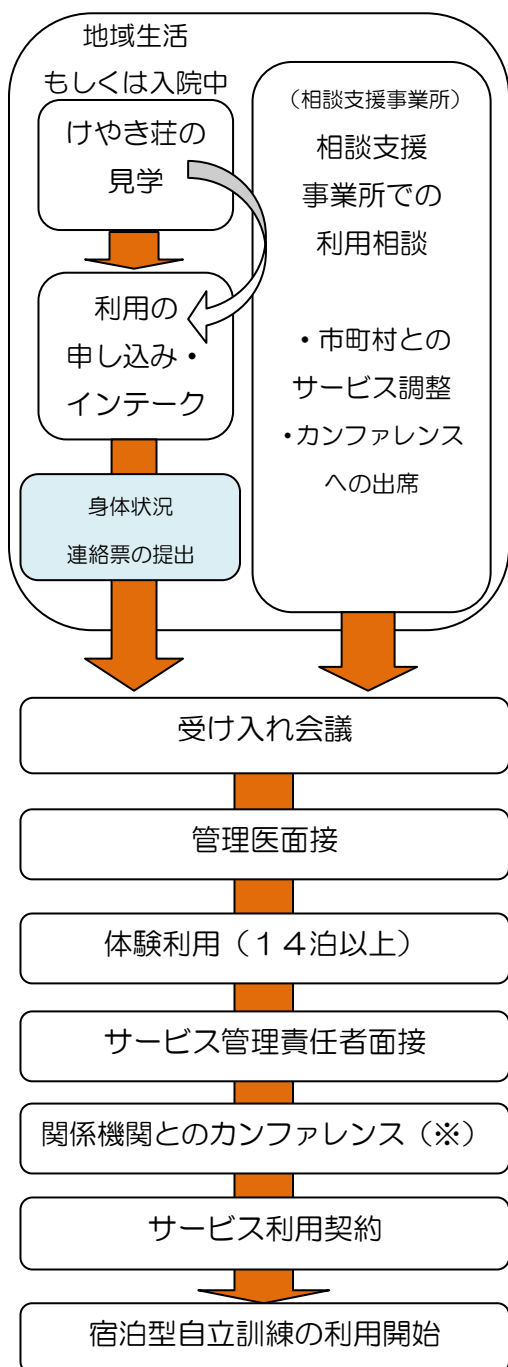 地域生活
もしくは入院中
けやき荘の
見学
利用の
申し込み・
インテーク
身体状況
連絡票の提出
（相談支援事業所）
相談支援
事業所での
利用相談
・市町村との
サービス調整
・カンファレンス
への出席
受け入れ会議
管理医面接
体験利用（１４泊以上）
サービス管理責任者面接
関係機関とのカンファレンス（※）
サービス利用契約
宿泊型自立訓練の利用開始